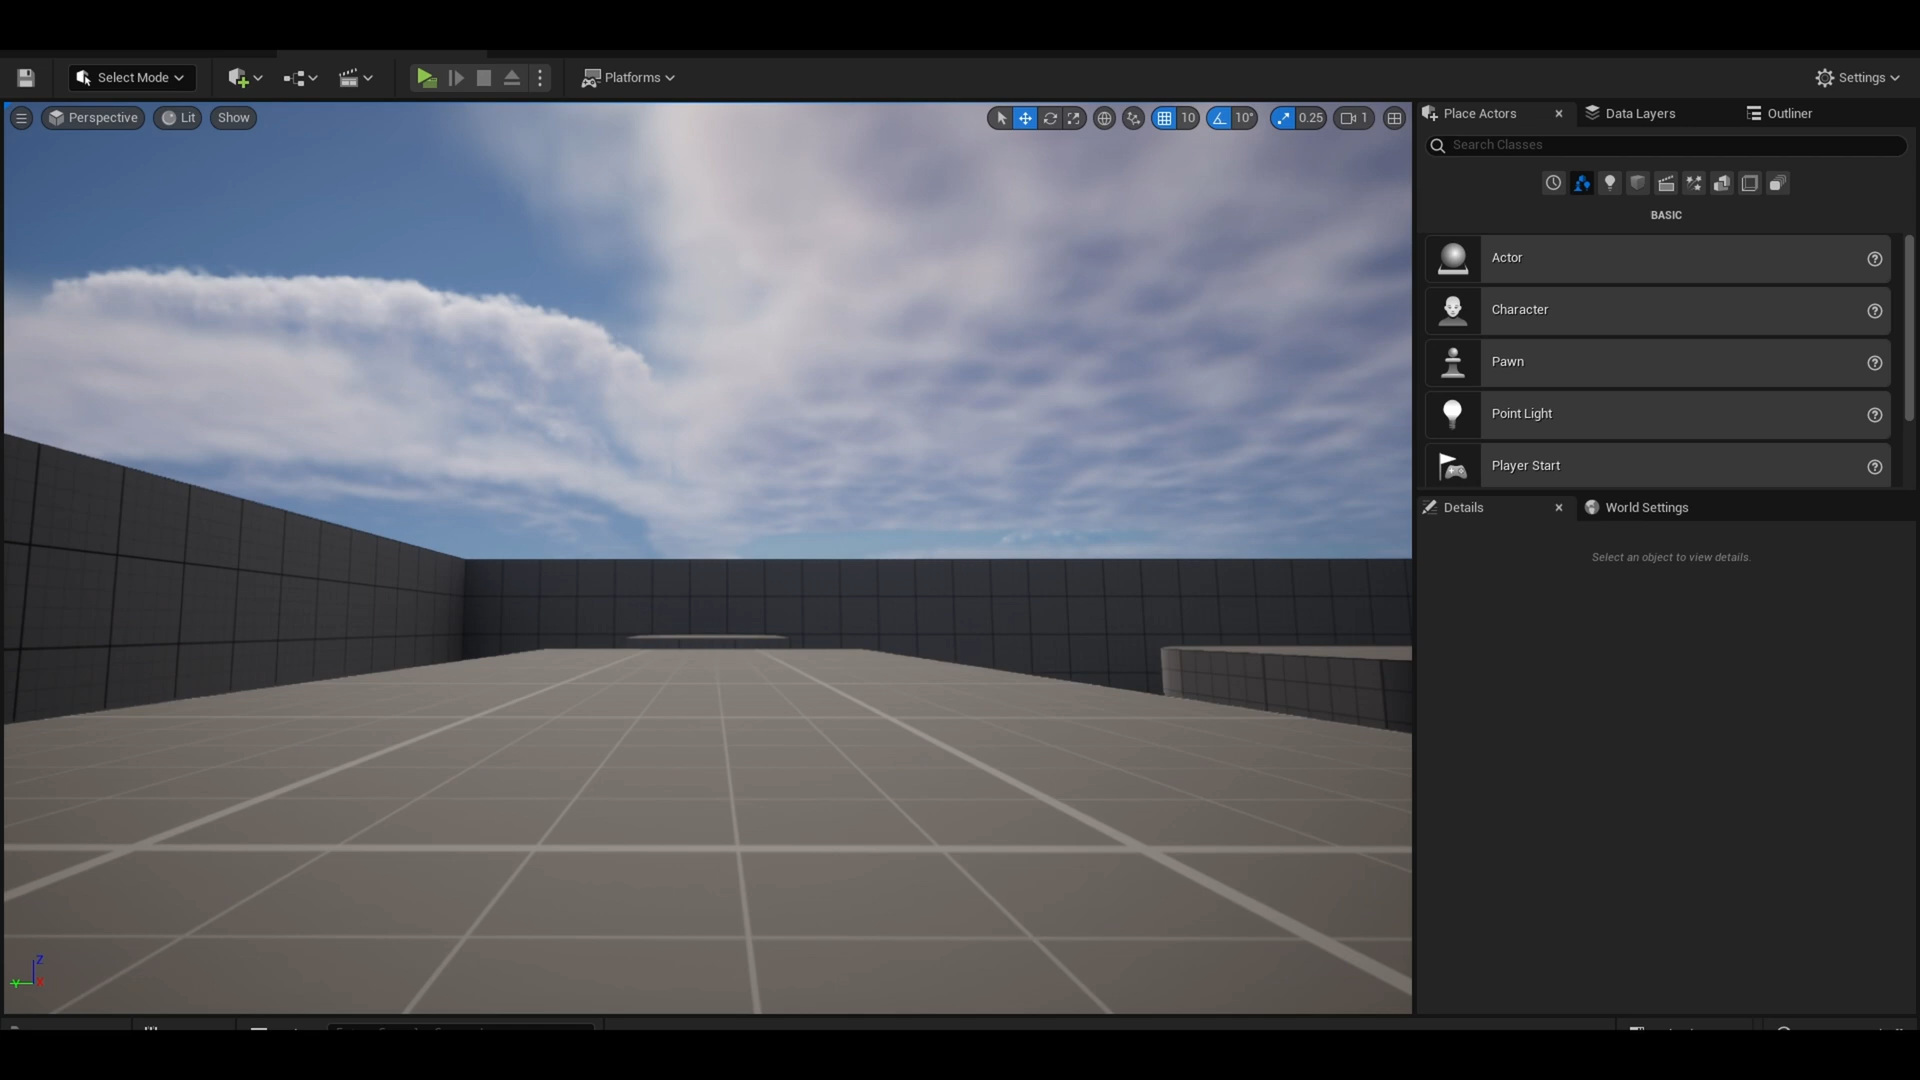 Select Mode
Platforms
Settings
Perspective
Lit
Show
10
10°
0.25
1
Place Actors
Data Layers
Outliner
Search Classes
BASIC
Actor
Character
Pawn
Point Light
Player Start
Details
World Settings
Select an object to view details.
Z
Y
X